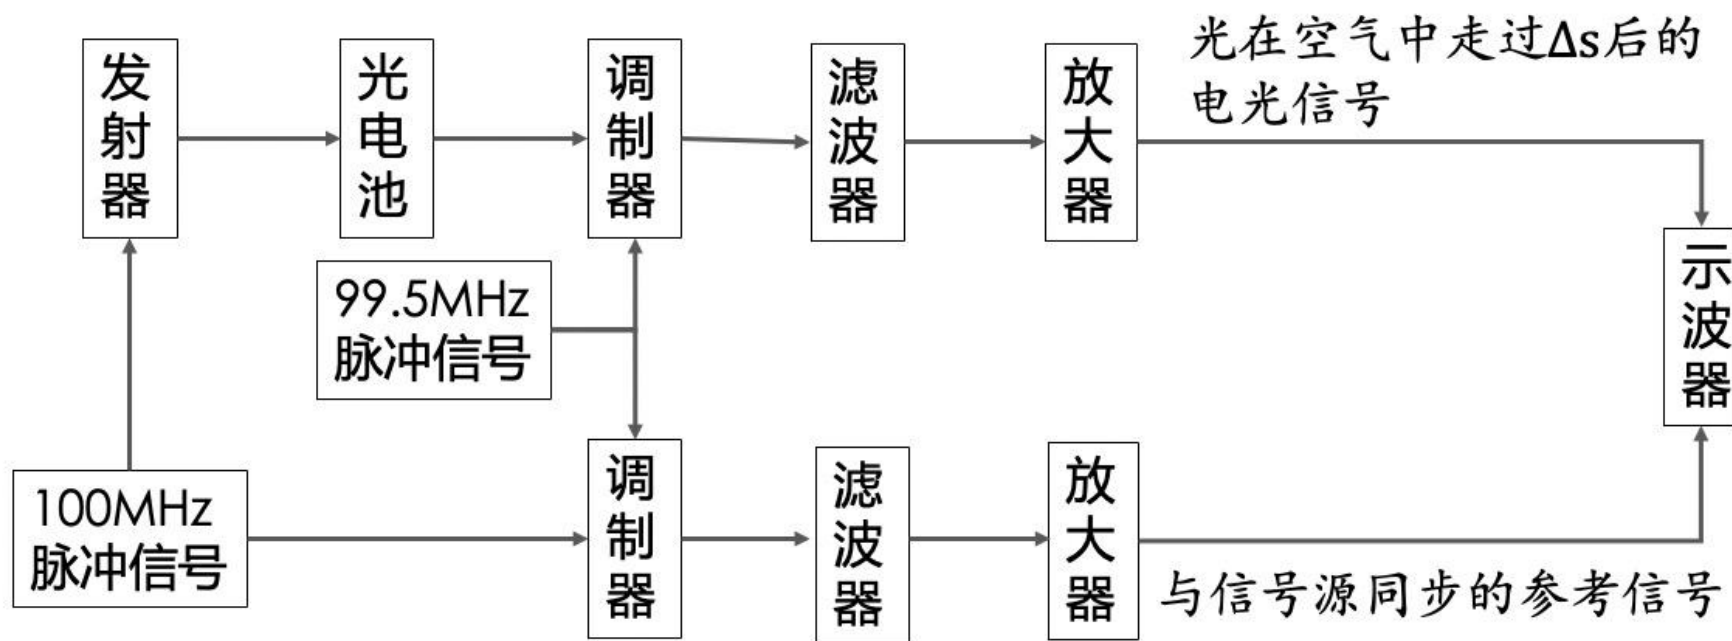 发射器
光电池
调制器
滤波器
放大器
光在空气中走过Δs后的
电光信号
99.5MHz
脉冲信号
示波器
100MHz
脉冲信号
调制器
滤波器
放大器
与信号源同步的参考信号